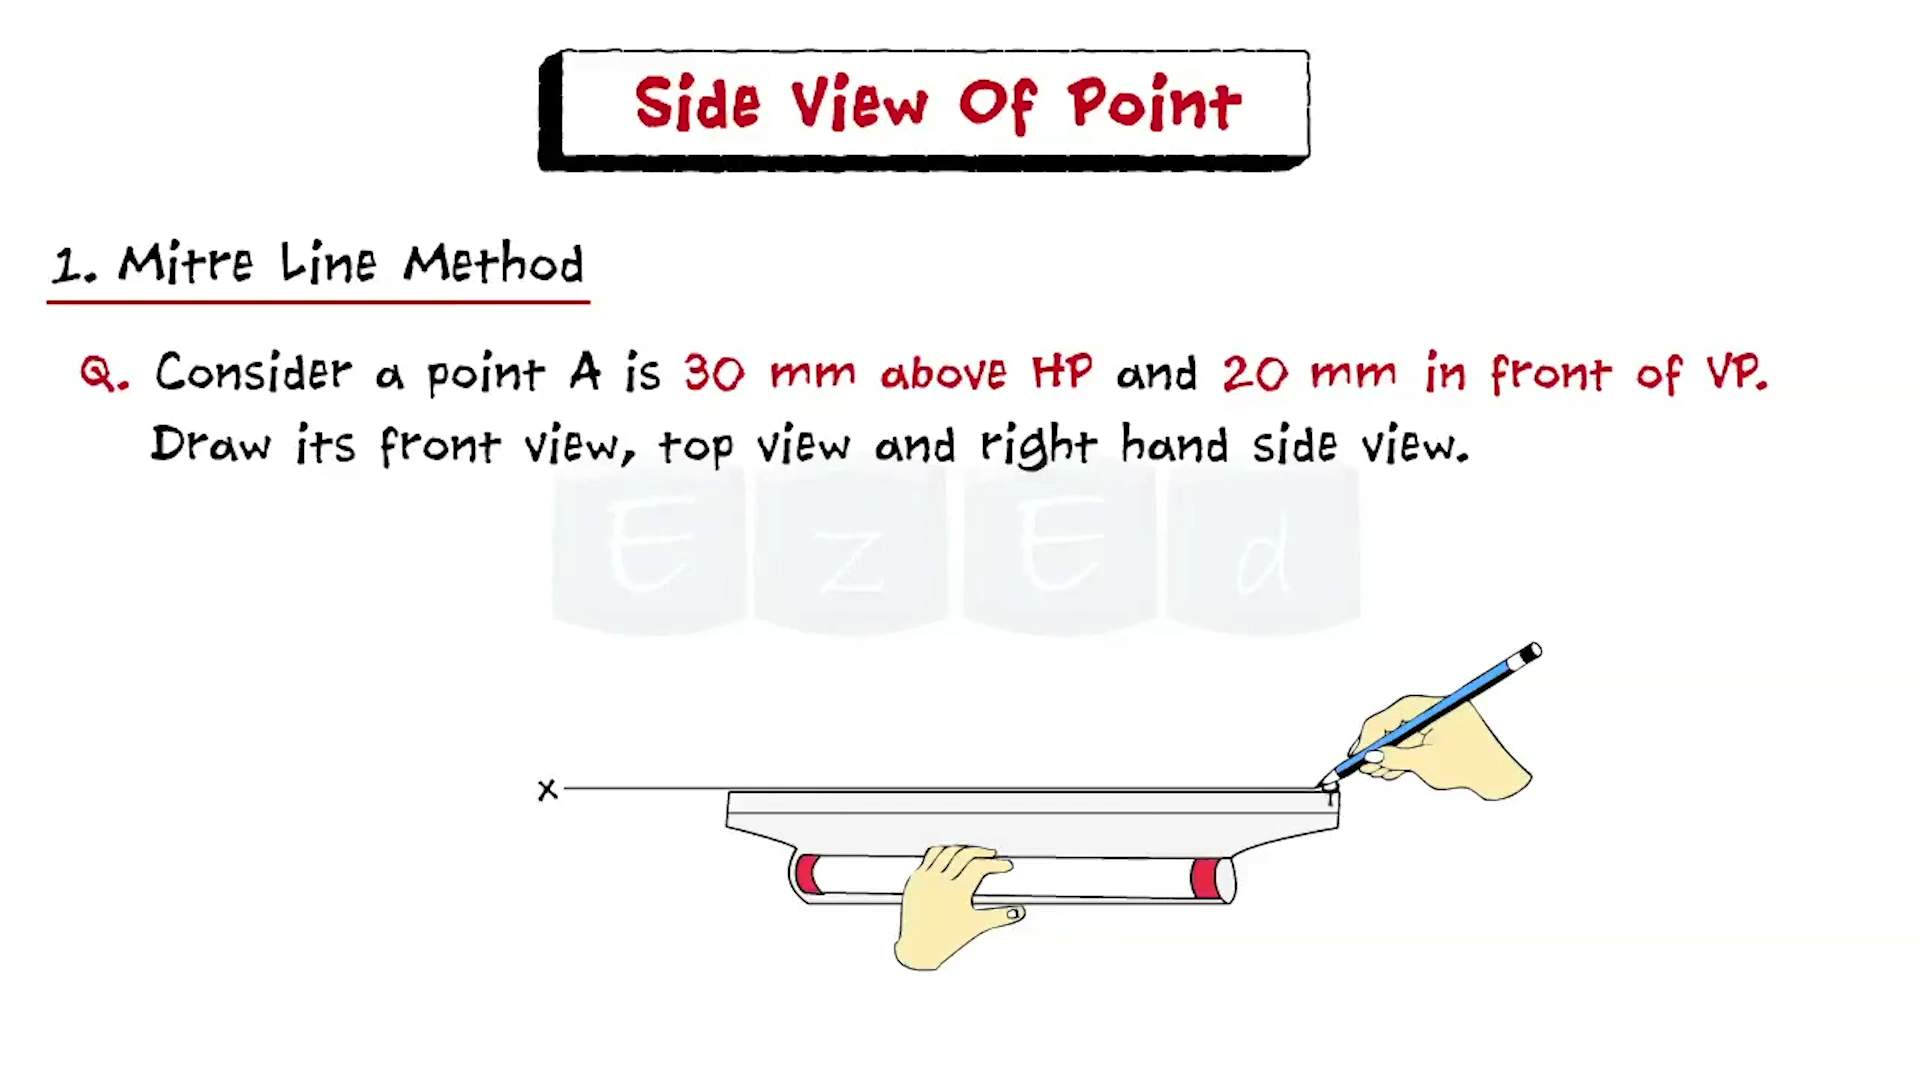 Side View Of Point
1. Mitre Line Method
Q. Consider a point A is 30 mm above HP and 20 mm in front of VP.
Draw its front view, top view and right hand side view.
EzEd
X